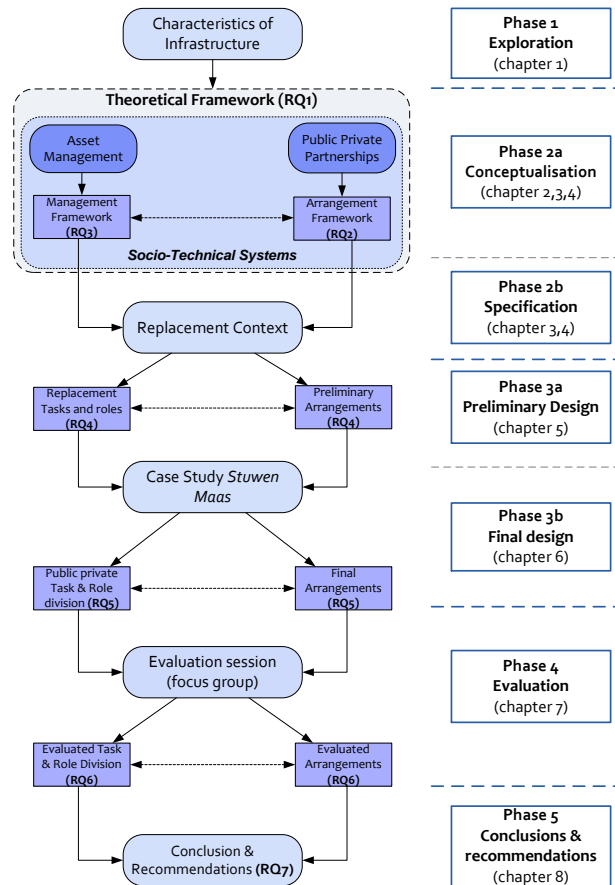 Characteristics of
Infrastructure
Theoretical Framework (RQ1)
Asset
Management
Public Private
Partnerships
Management
Framework
(RQ3)
Arrangement
Framework
(RQ2)
Socio-Technical Systems
Replacement Context
Replacement
Tasks and roles
(RQ4)
Preliminary
Arrangements
(RQ4)
Case Study Stuwen
Maas
Public private
Task & Role
division (RQ5)
Final
Arrangements
(RQ5)
Evaluation session
(focus group)
Evaluated Task
& Role Division
(RQ6)
Evaluated
Arrangements
(RQ6)
Conclusion &
Recommendations (RQ7)
Phase 1
Exploration
(chapter 1)
Phase 2a
Conceptualisation
(chapter 2,3,4)
Phase 2b
Specification
(chapter 3,4)
Phase 3a
Preliminary Design
(chapter 5)
Phase 3b
Final design
(chapter 6)
Phase 4
Evaluation
(chapter 7)
Phase 5
Conclusions &
recommendations
(chapter 8)